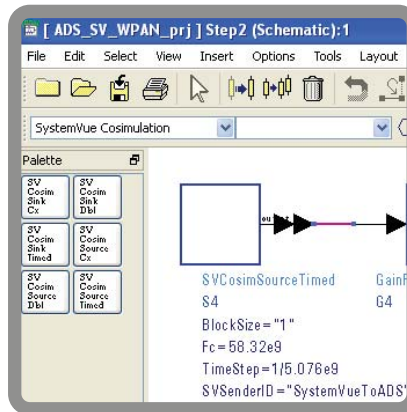 [ ADS_SV_WPAN_prj ] Step2 (Schematic):1
File Edit Select View Insert Options Tools Layout
SystemVue Cosimulation
Palette
SV Cosim Sink Cx
SV Cosim Sink Dbl
SV Cosim Sink Timed
SV Cosim Source Cx
SV Cosim Source Dbl
SV Cosim Source Timed
SVCosimSourceTimed
S4
BlockSize="1"
Fc=58.32e9
TimeStep=1/5.076e9
SVSenderID="SystemVueToADS"
G4